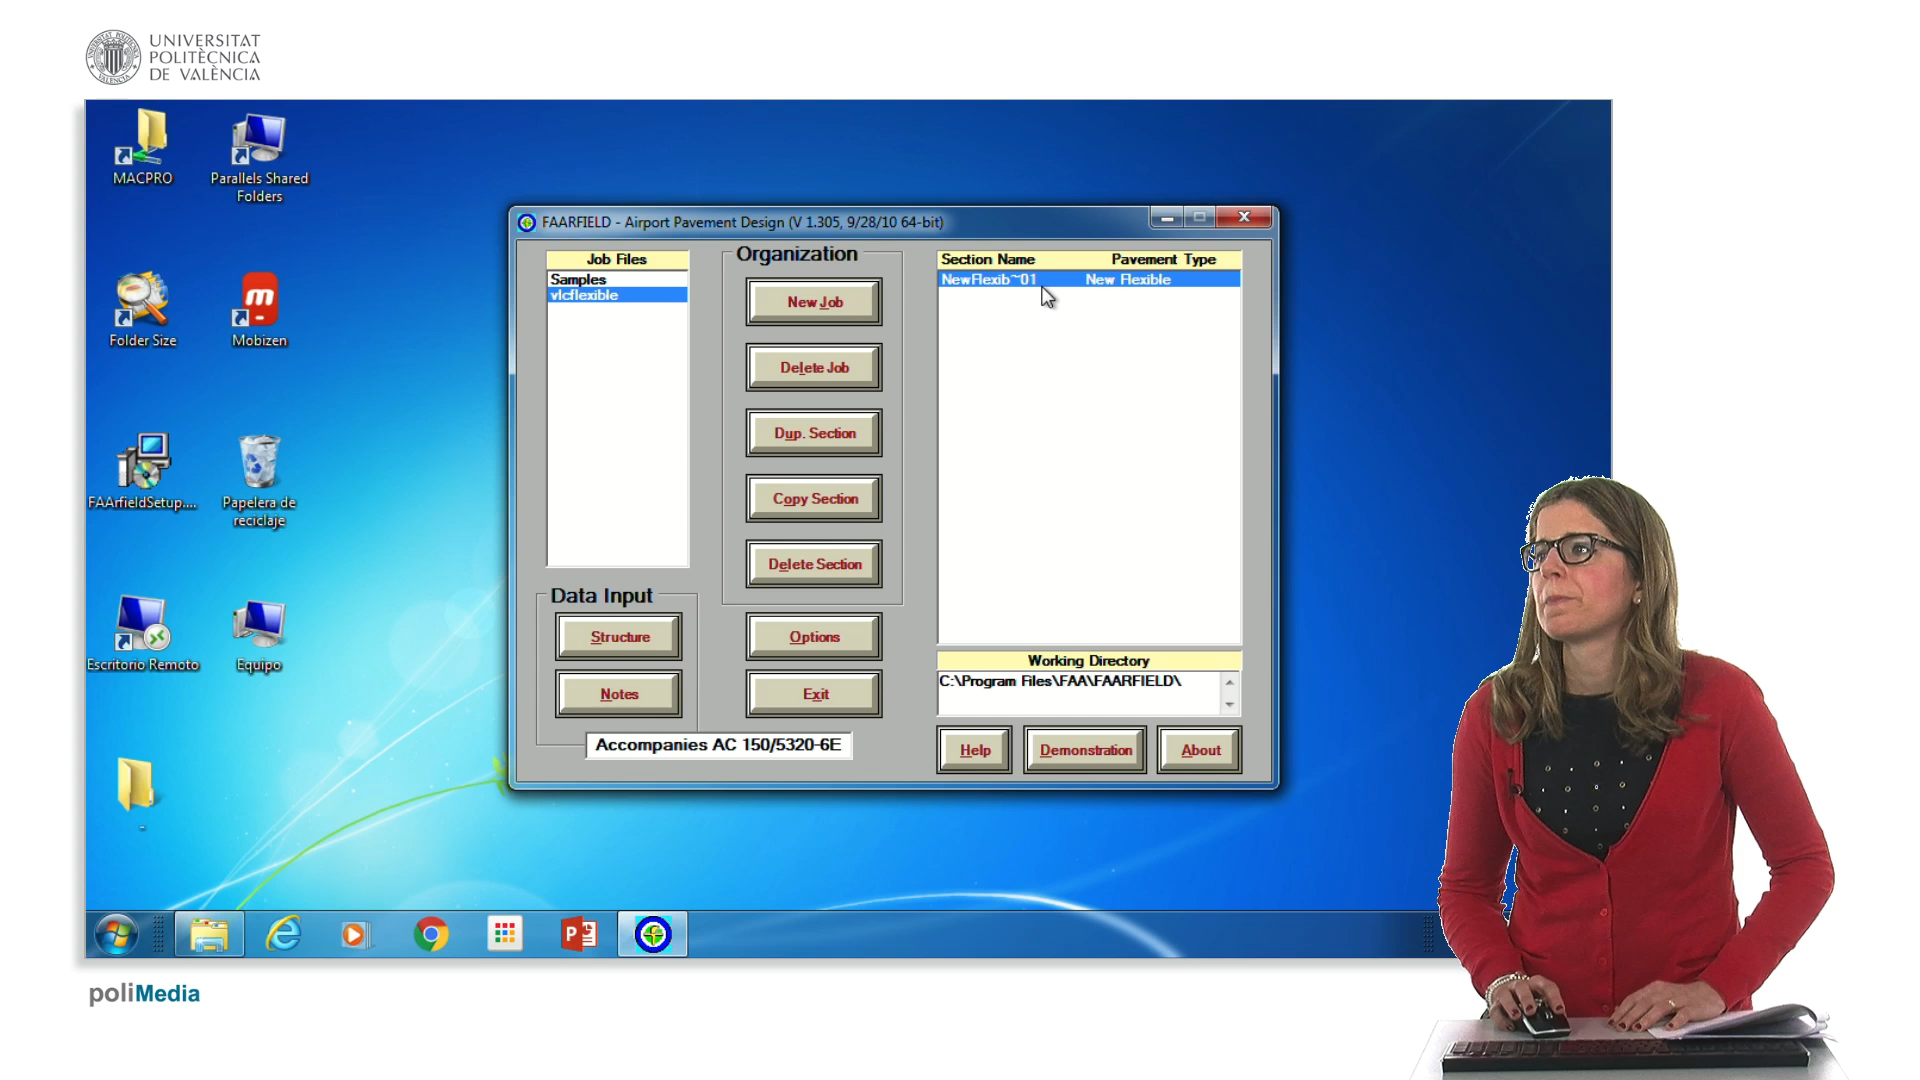 UNIVERSITAT
POLITÈCNICA
DE VALÈNCIA
MACPRO
Parallels Shared
Folders
Folder Size
Mobizen
FAArfieldSetup....
Papelera de
reciclaje
Escritorio Remoto
Equipo
-
FAARFIELD - Airport Pavement Design (V 1.305, 9/28/10 64-bit)
Job Files
Samples
vlcflexible
Organization
New Job
Delete Job
Dup. Section
Copy Section
Delete Section
Section Name Pavement Type
NewFlexib~01 New Flexible
Data Input
Structure
Notes
Options
Exit
Working Directory
C:\Program Files\FAA\FAARFIELD\
Accompanies AC 150/5320-6E
Help
Demonstration
About
poliMedia